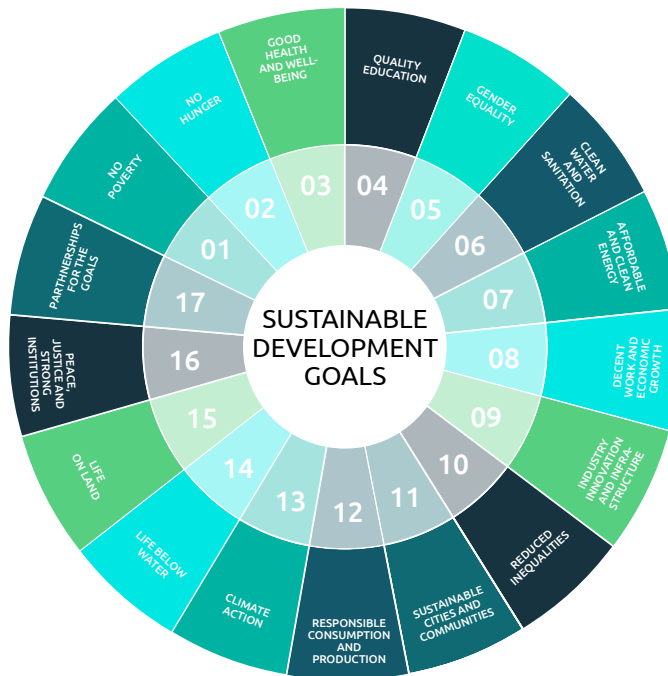 SUSTAINABLE
DEVELOPMENT
GOALS
01
NO
POVERTY
02
NO
HUNGER
03
GOOD
HEALTH
AND WELL-
BEING
04
QUALITY
EDUCATION
05
GENDER
EQUALITY
06
CLEAN
WATER
AND
SANITATION
07
AFFORDABLE
AND CLEAN
ENERGY
08
DECENT
WORK AND
ECONOMIC
GROWTH
09
INDUSTRY
INNOVATION
AND INFRA-
STRUCTURE
10
REDUCED
INEQUALITIES
11
SUSTAINABLE
CITIES AND
COMMUNITIES
12
RESPONSIBLE
CONSUMPTION
AND
PRODUCTION
13
CLIMATE
ACTION
14
LIFE BELOW
WATER
15
LIFE
ON LAND
16
PEACE,
JUSTICE AND
STRONG
INSTITUTIONS
17
PARTHNERSHIPS
FOR THE
GOALS